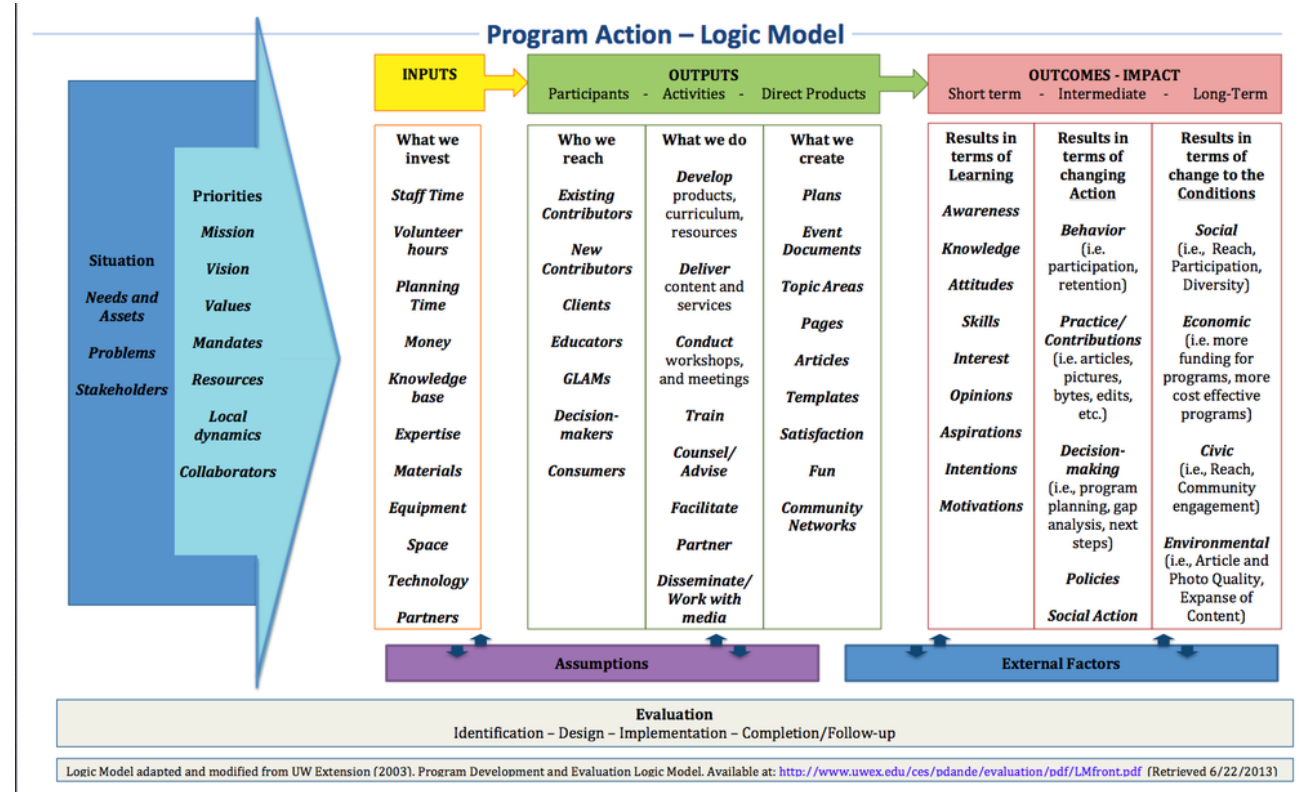 Program Action – Logic Model
Situation
Needs and
Assets
Problems
Stakeholders
Priorities
Mission
Vision
Values
Mandates
Resources
Local
dynamics
Collaborators
INPUTS
What we
invest
Staff Time
Volunteer
hours
Planning
Time
Money
Knowledge
base
Expertise
Materials
Equipment
Space
Technology
Partners
OUTPUTS
Participants - Activities - Direct Products
Who we
reach
Existing
Contributors
New
Contributors
Clients
Educators
GLAMs
Decision-
makers
Consumers
What we do
Develop
products,
curriculum,
resources
Deliver
content and
services
Conduct
workshops,
and meetings
Train
Counsel/
Advise
Facilitate
Partner
Disseminate/
Work with
media
What we
create
Plans
Event
Documents
Topic Areas
Pages
Articles
Templates
Satisfaction
Fun
Community
Networks
OUTCOMES - IMPACT
Short term - Intermediate - Long-Term
Results in
terms of
Learning
Awareness
Knowledge
Attitudes
Skills
Interest
Opinions
Aspirations
Intentions
Motivations
Results in
terms of
changing
Action
Behavior
(i.e.
participation,
retention)
Practice/
Contributions
(i.e. articles,
pictures,
bytes, edits,
etc.)
Decision-
making
(i.e., program
planning, gap
analysis, next
steps)
Policies
Social Action
Results in
terms of
change to the
Conditions
Social
(i.e., Reach,
Participation,
Diversity)
Economic
(i.e. more
funding for
programs, more
cost effective
programs)
Civic
(i.e., Reach,
Community
engagement)
Environmental
(i.e., Article and
Photo Quality,
Expanse of
Content)
Assumptions
External Factors
Evaluation
Identification – Design – Implementation – Completion/Follow-up
Logic Model adapted and modified from UW Extension (2003). Program Development and Evaluation Logic Model. Available at: http://www.uwex.edu/ces/pdande/evaluation/pdf/LMfront.pdf (Retrieved 6/22/2013)